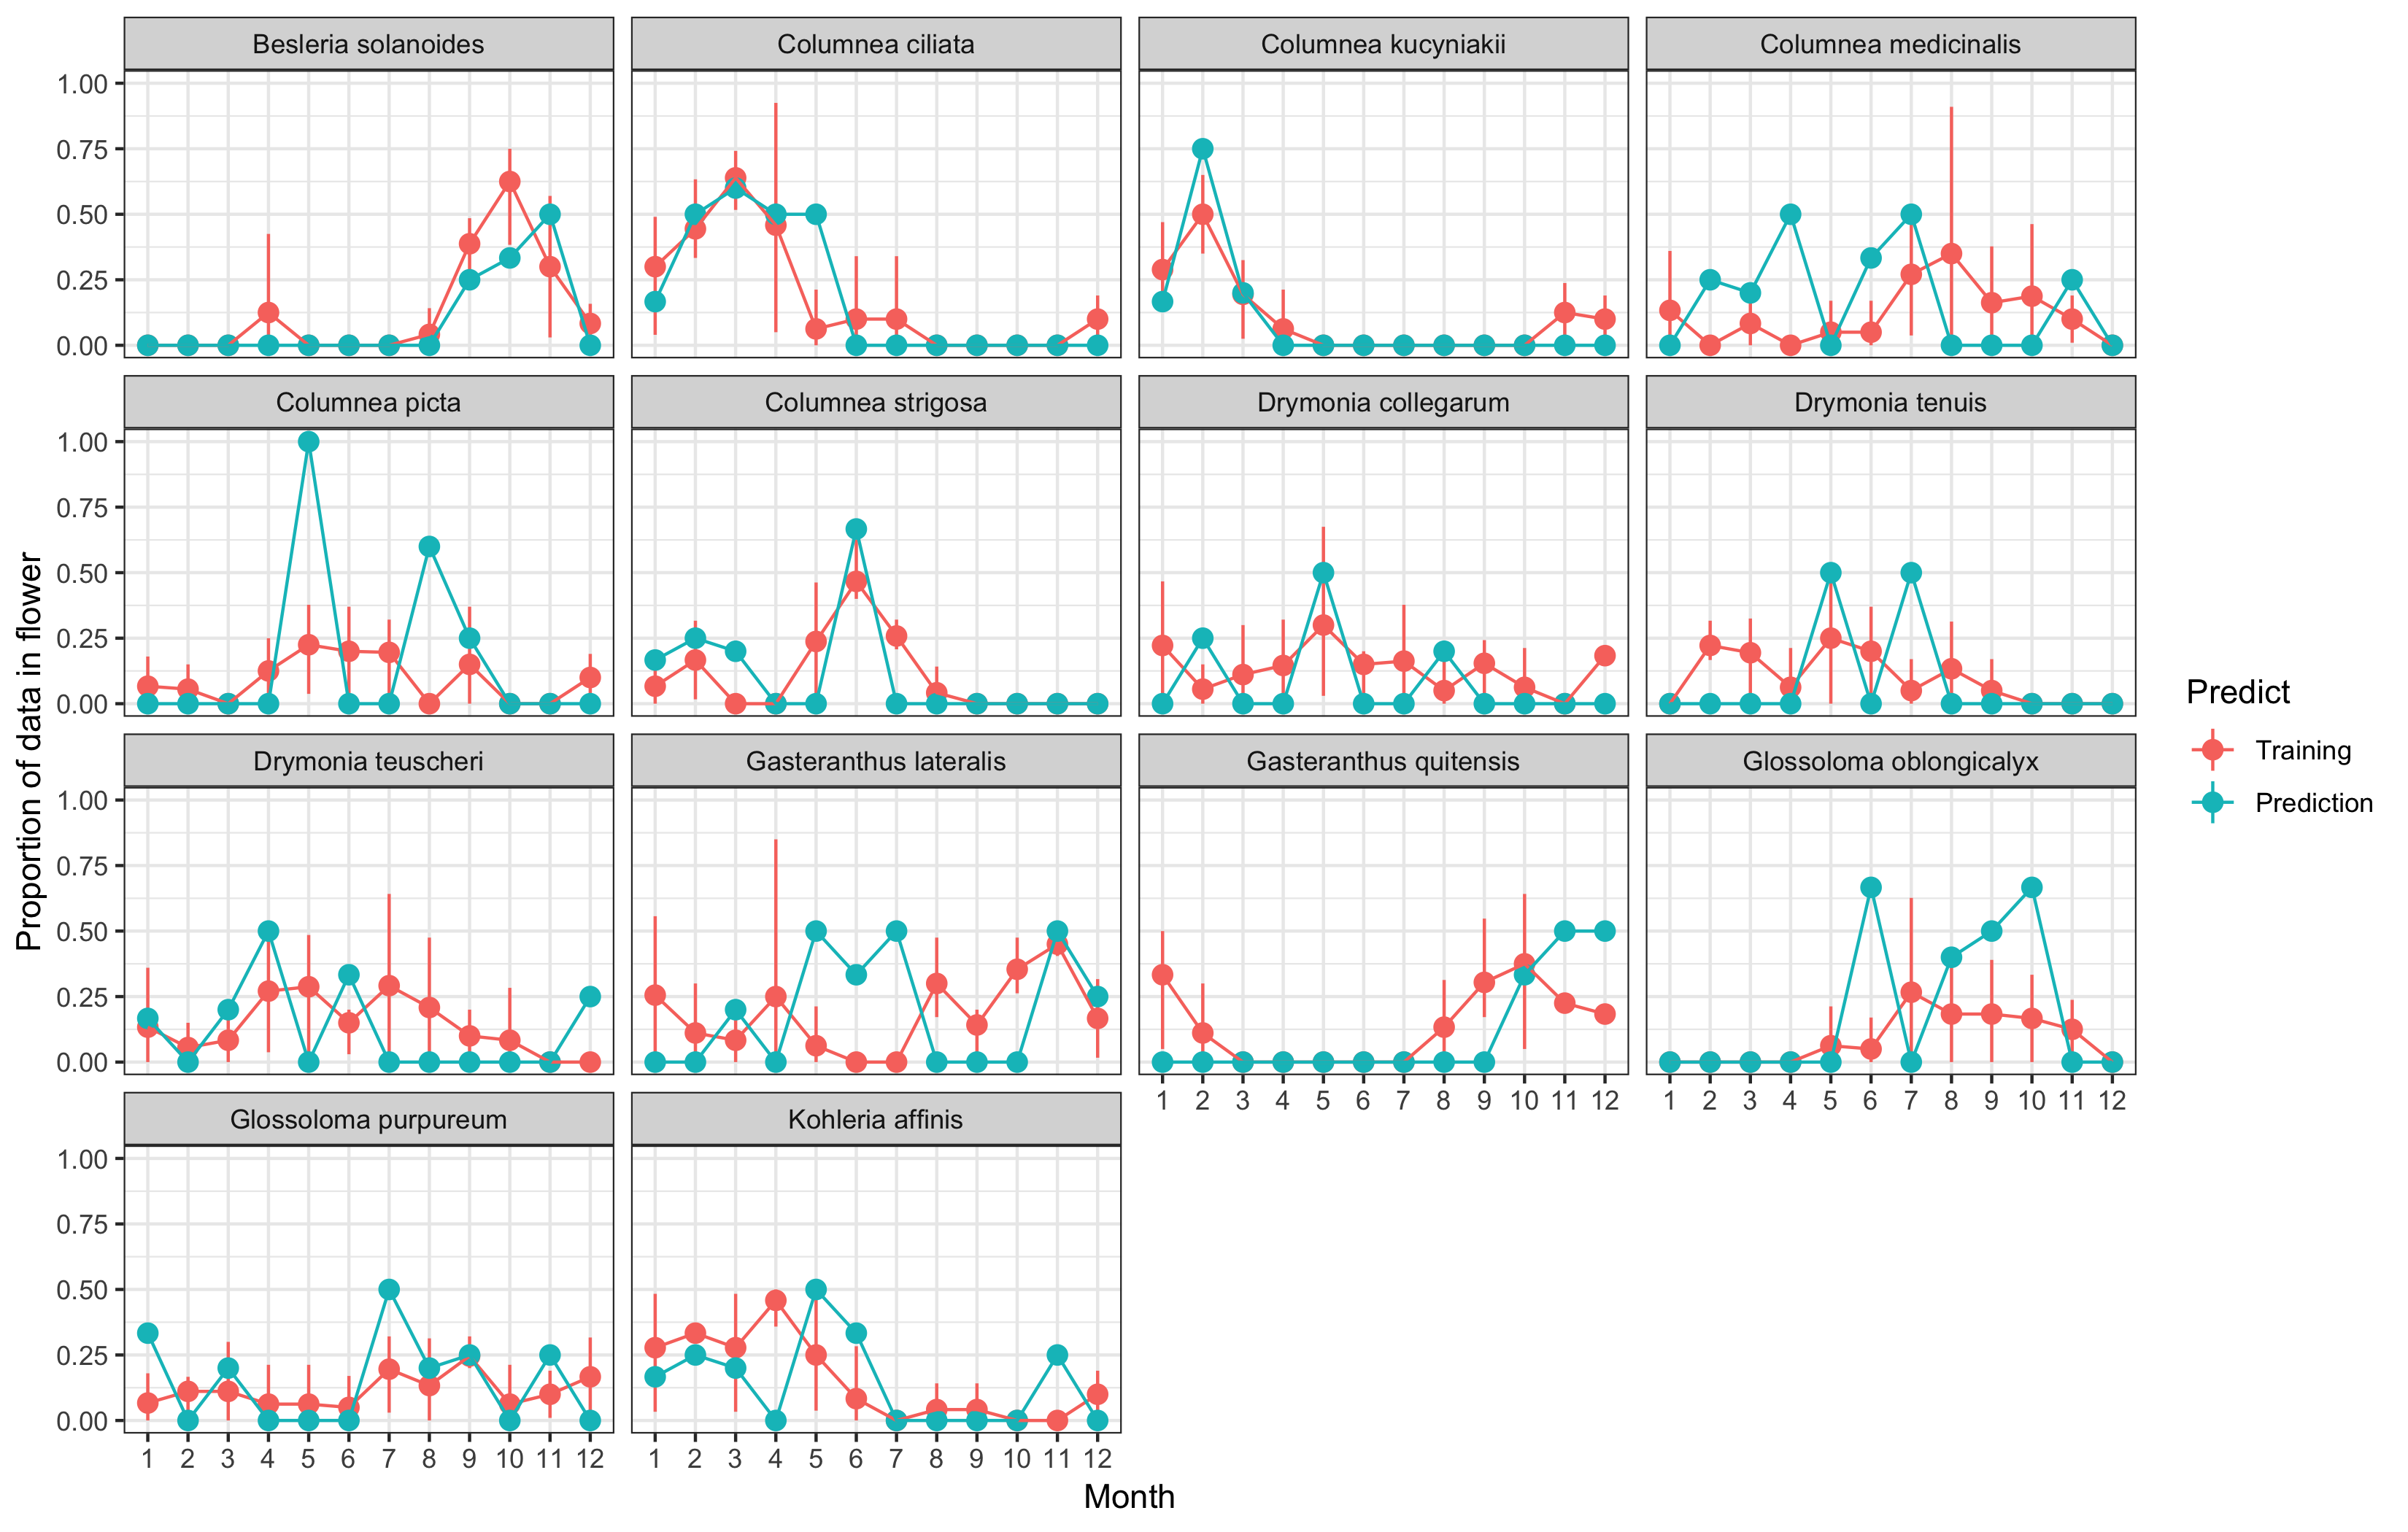 Besleria solanoides
Columnea ciliata
Columnea kucyniakii
Columnea medicinalis
1.00
0.75
0.50
0.25
0.00
Columnea picta
Columnea strigosa
Drymonia collegarum
Drymonia tenuis
1.00
0.75
0.50
0.25
0.00
Drymonia teuscheri
Gasteranthus lateralis
Gasteranthus quitensis
Glossoloma oblongicalyx
1.00
0.75
0.50
0.25
0.00
1 2 3 4 5 6 7 8 9 10 11 12
1 2 3 4 5 6 7 8 9 10 11 12
Glossoloma purpureum
Kohleria affinis
1.00
0.75
0.50
0.25
0.00
1 2 3 4 5 6 7 8 9 10 11 12
1 2 3 4 5 6 7 8 9 10 11 12
Month
Proportion of data in flower
Predict
Training
Prediction